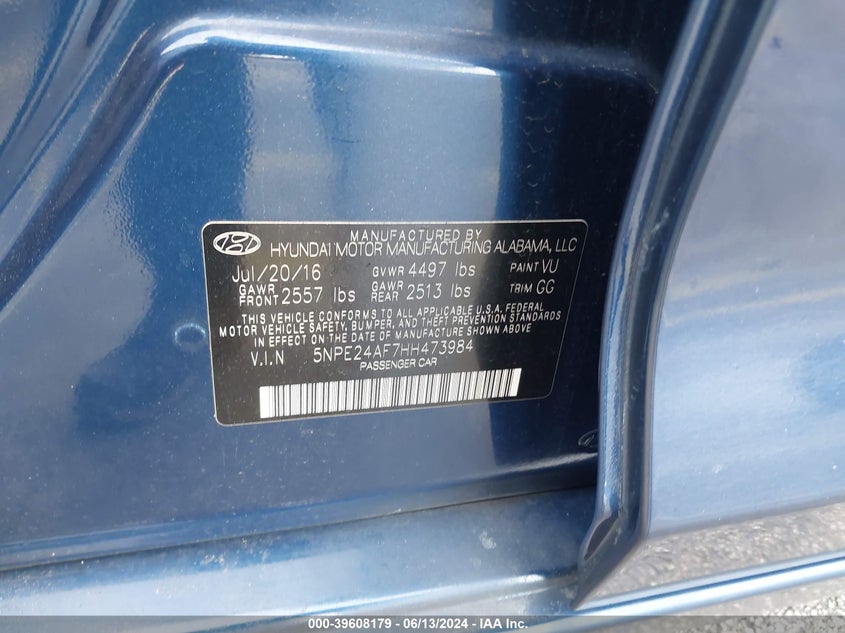 MANUFACTURED BY
HYUNDAI MOTOR MANUFACTURING ALABAMA, LLC
Jul/20/16 GVWR 4497 lbs PAINT VU
GAWR FRONT 2557 lbs GAWR REAR 2513 lbs TRIM GG
THIS VEHICLE CONFORMS TO ALL APPLICABLE U.S.A. FEDERAL
MOTOR VEHICLE SAFETY, BUMPER, AND THEFT PREVENTION STANDARDS
IN EFFECT ON THE DATE OF MANUFACTURE SHOWN ABOVE.
V.I.N 5NPE24AF7HH473984
PASSENGER CAR
000-39608179 - 06/13/2024 - IAA Inc.